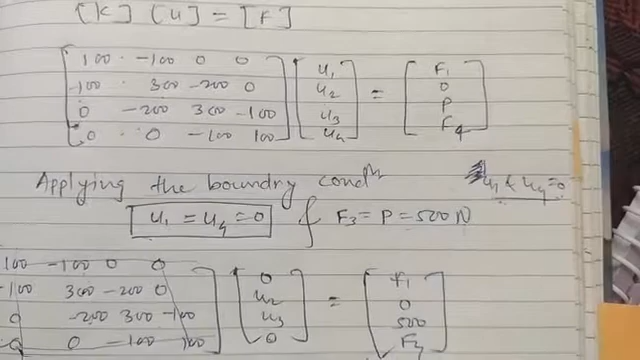 [K] {u} = [F]
100 -100 0 0 u1 F1
-100 300 -200 0 u2 = 0
0 -200 300 -100 u3 P
0 0 -100 100 u4 F4
Applying the boundry condn u1 & u4=0
u1 = u4 = 0 & F3 = P = 500 N
100 -100 0 0 0 F1
-100 300 -200 0 u2 = 0
0 -200 300 -100 u3 500
0 0 -100 100 0 F4